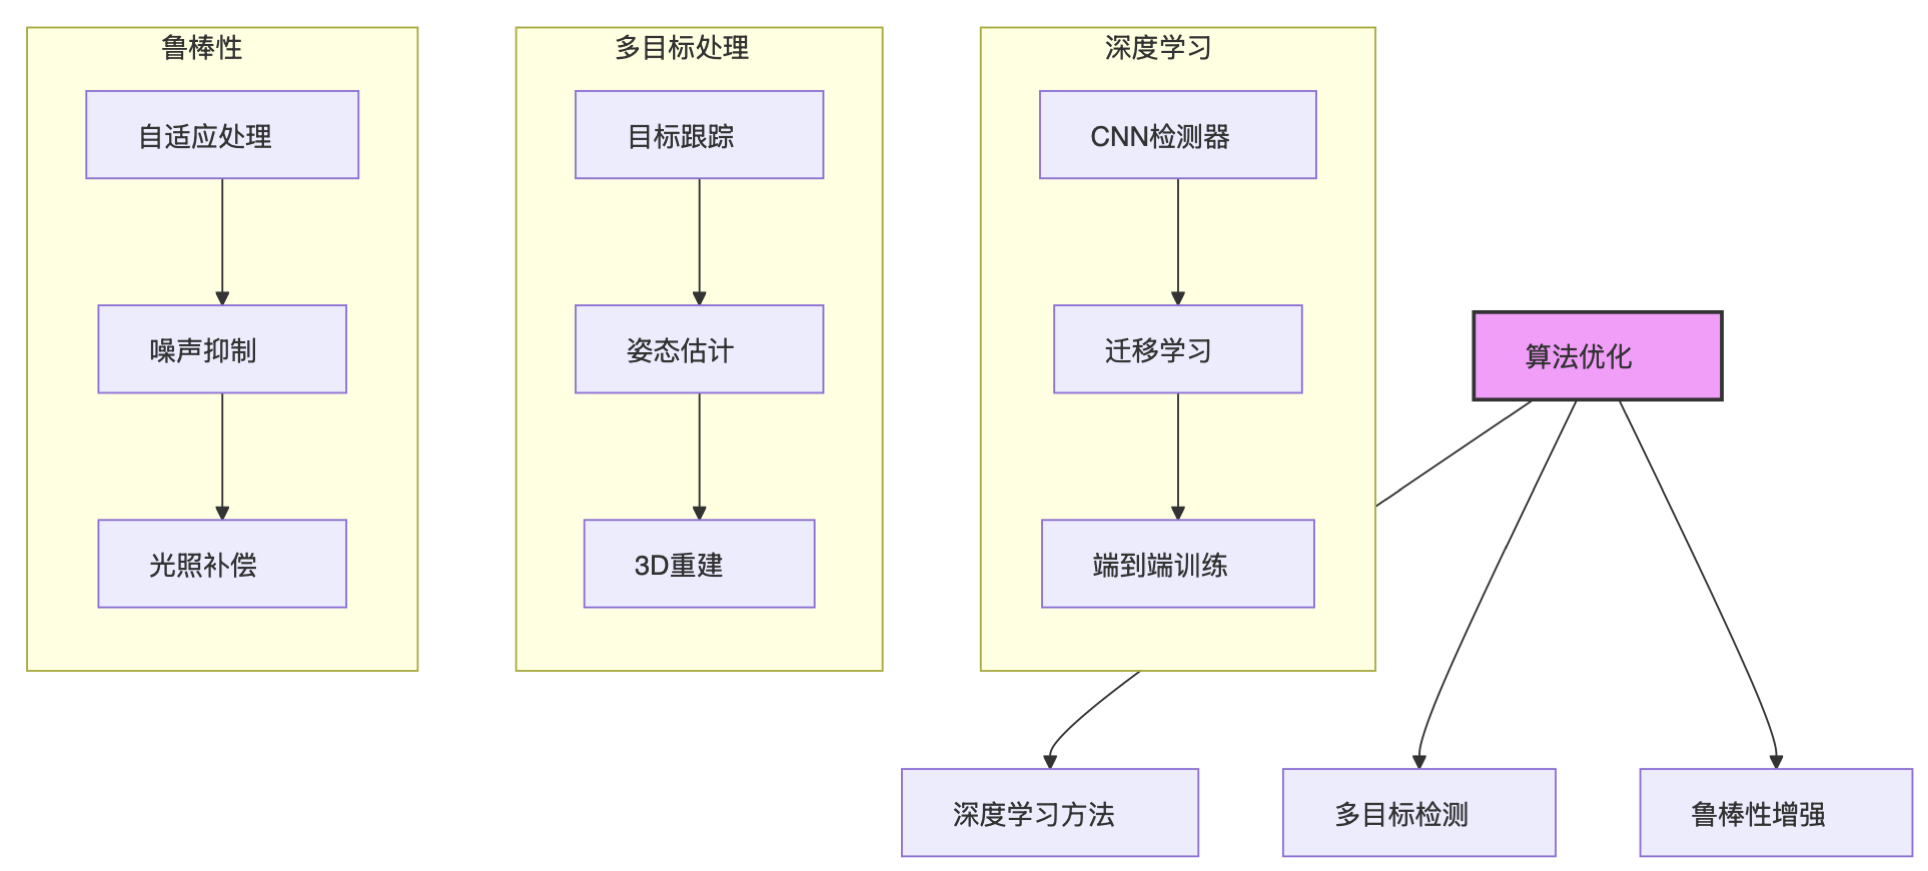 鲁棒性
自适应处理
噪声抑制
光照补偿
多目标处理
目标跟踪
姿态估计
3D重建
深度学习
CNN检测器
迁移学习
端到端训练
算法优化
深度学习方法
多目标检测
鲁棒性增强